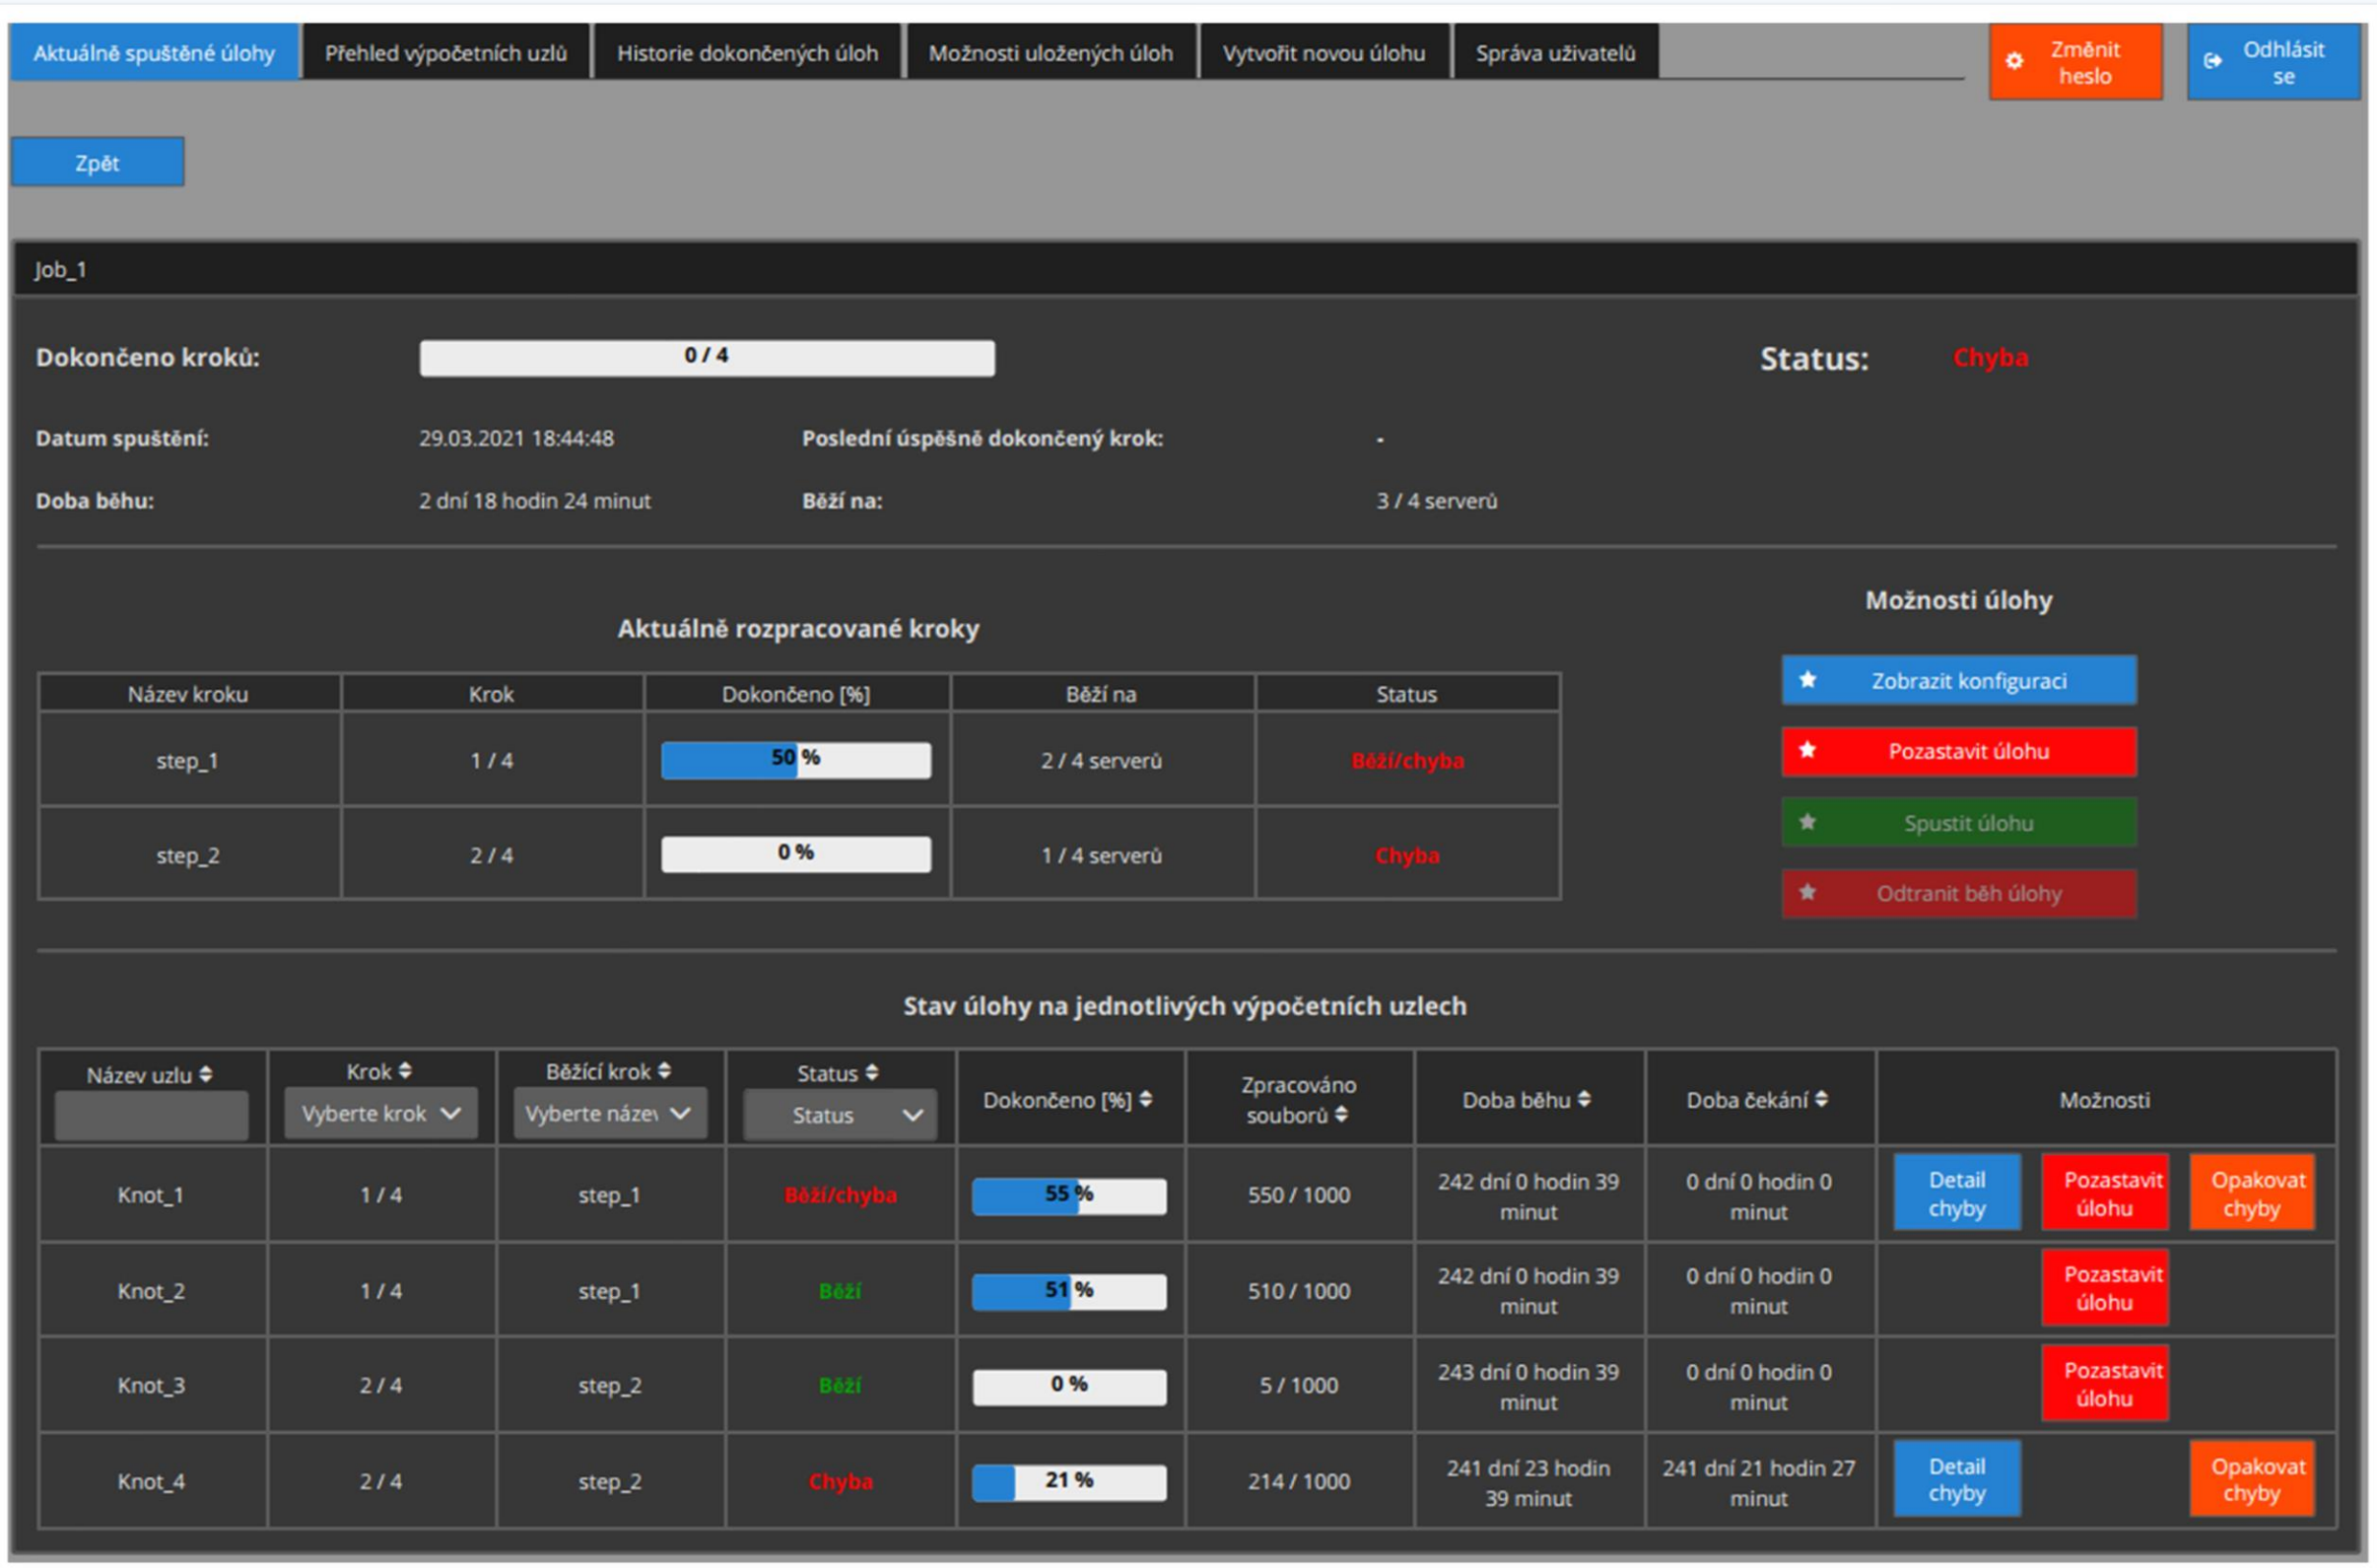 Aktuálně spuštěné úlohy
Přehled výpočetních uzlů
Historie dokončených úloh
Možnosti uložených úloh
Vytvořit novou úlohu
Správa uživatelů
Změnit
heslo
Odhlásit
se
Zpět
Job_1
Dokončeno kroků: 0 / 4 Status: Chyba
Datum spuštění: 29.03.2021 18:44:48 Poslední úspěšně dokončený krok: -
Doba běhu: 2 dní 18 hodin 24 minut Běží na: 3 / 4 serverů
Aktuálně rozpracované kroky
Název kroku Krok Dokončeno [%] Běží na Status
step_1 1 / 4 50 % 2 / 4 serverů Běží/chyba
step_2 2 / 4 0 % 1 / 4 serverů Chyba
Možnosti úlohy
Zobrazit konfiguraci
Pozastavit úlohu
Spustit úlohu
Odtranit běh úlohy
Stav úlohy na jednotlivých výpočetních uzlech
Název uzlu
Krok
Vyberte krok
Běžící krok
Vyberte název
Status
Status
Dokončeno [%]
Zpracováno
souborů
Doba běhu
Doba čekání
Možnosti
Knot_1 1 / 4 step_1 Běží/chyba 55 % 550 / 1000
242 dní 0 hodin 39
minut
0 dní 0 hodin 0
minut
Detail
chyby
Pozastavit
úlohu
Opakovat
chyby
Knot_2 1 / 4 step_1 Běží 51 % 510 / 1000
242 dní 0 hodin 39
minut
0 dní 0 hodin 0
minut
Pozastavit
úlohu
Knot_3 2 / 4 step_2 Běží 0 % 5 / 1000
243 dní 0 hodin 39
minut
0 dní 0 hodin 0
minut
Pozastavit
úlohu
Knot_4 2 / 4 step_2 Chyba 21 % 214 / 1000
241 dní 23 hodin
39 minut
241 dní 21 hodin 27
minut
Detail
chyby
Opakovat
chyby